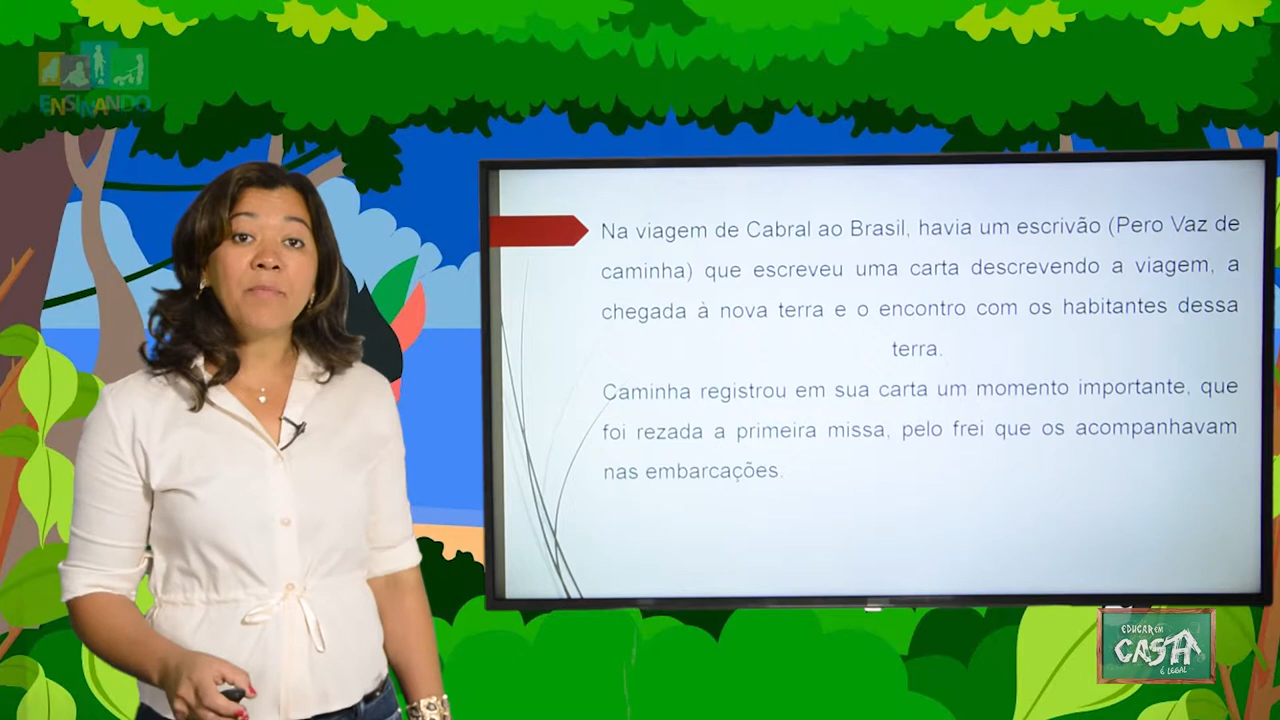 ENSINANDO
Na viagem de Cabral ao Brasil, havia um escrivão (Pero Vaz de
caminha) que escreveu uma carta descrevendo a viagem, a
chegada à nova terra e o encontro com os habitantes dessa
terra.
Caminha registrou em sua carta um momento importante, que
foi rezada a primeira missa, pelo frei que os acompanhavam
nas embarcações.
EDUCAR EM
CASA
É LEGAL